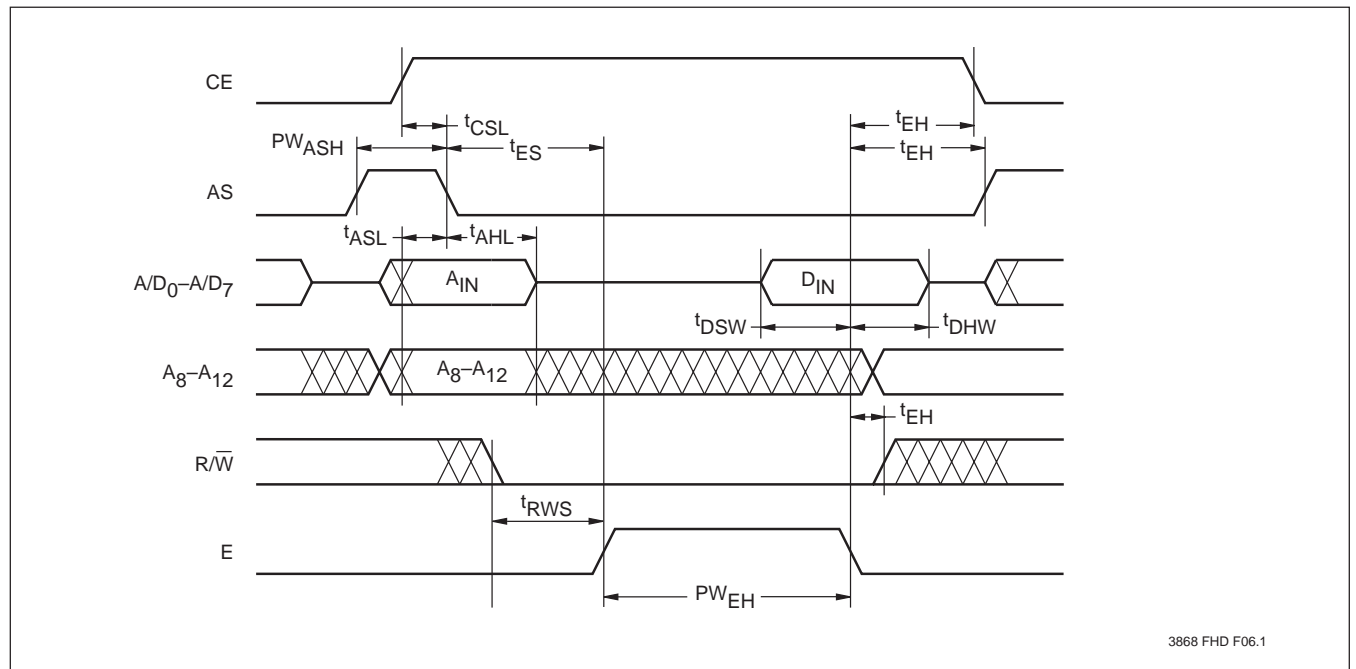 CE
tCSL
tEH
PWASH
tES
tEH
AS
tASL
tAHL
A/D0–A/D7
AIN
DIN
tDSW
tDHW
A8–A12
A8–A12
tEH
R/W̅
tRWS
E
PWEH
3868 FHD F06.1